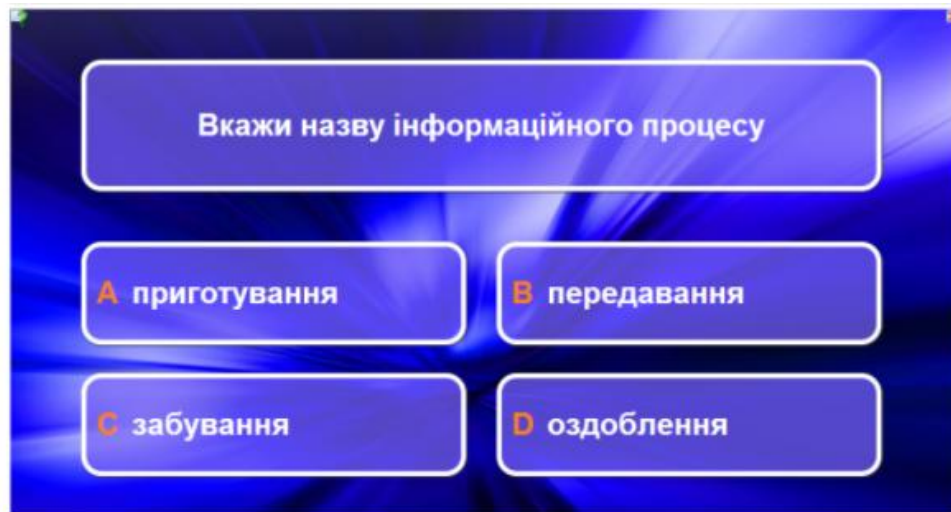 Вкажи назву інформаційного процесу
A приготування
B передавання
C забування
D оздоблення